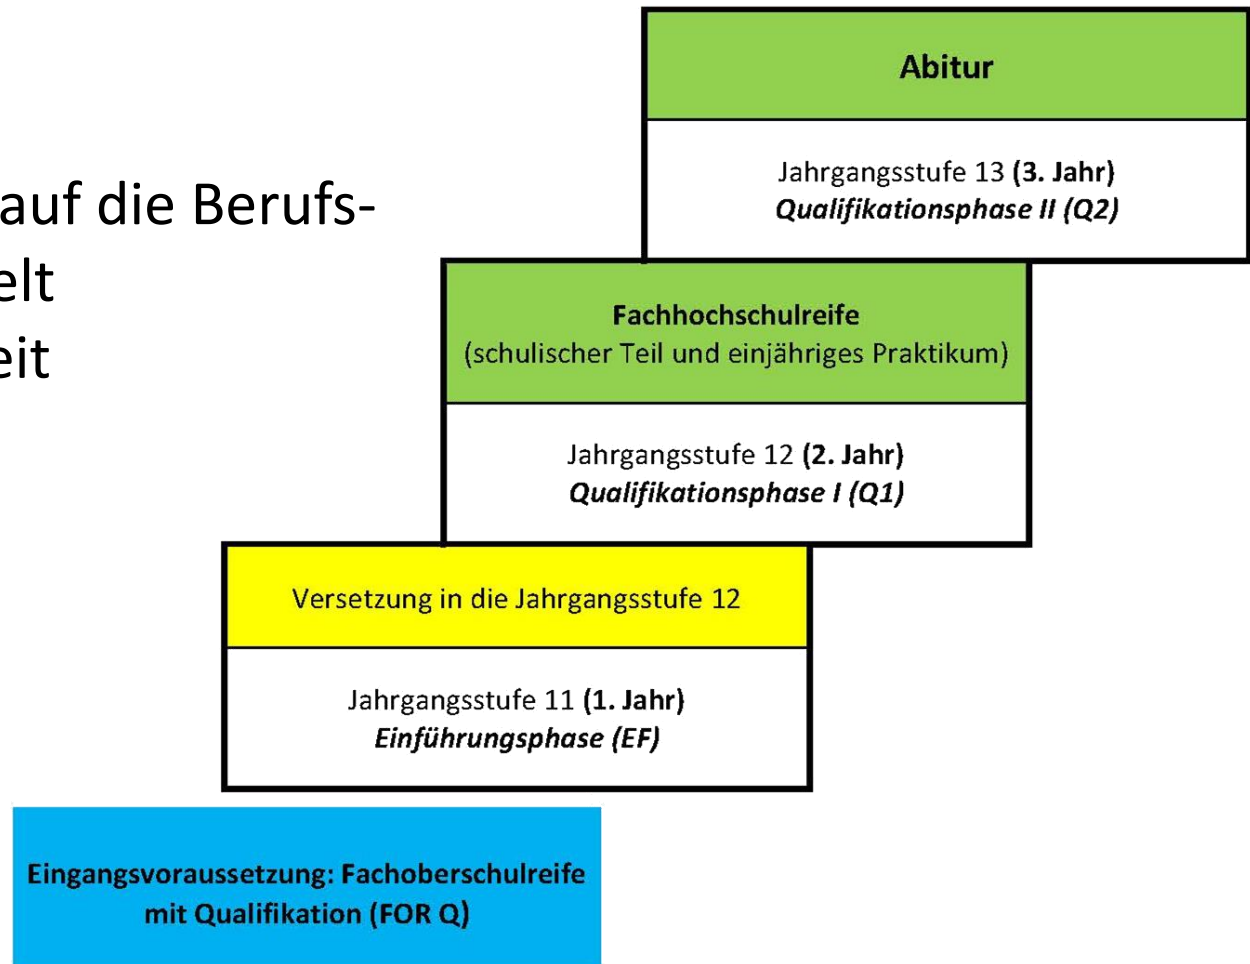 auf die Berufs-
elt
eit
Abitur
Jahrgangsstufe 13 (3. Jahr)
Qualifikationsphase II (Q2)
Fachhochschulreife
(schulischer Teil und einjähriges Praktikum)
Jahrgangsstufe 12 (2. Jahr)
Qualifikationsphase I (Q1)
Versetzung in die Jahrgangsstufe 12
Jahrgangsstufe 11 (1. Jahr)
Einführungsphase (EF)
Eingangsvoraussetzung: Fachoberschulreife
mit Qualifikation (FOR Q)